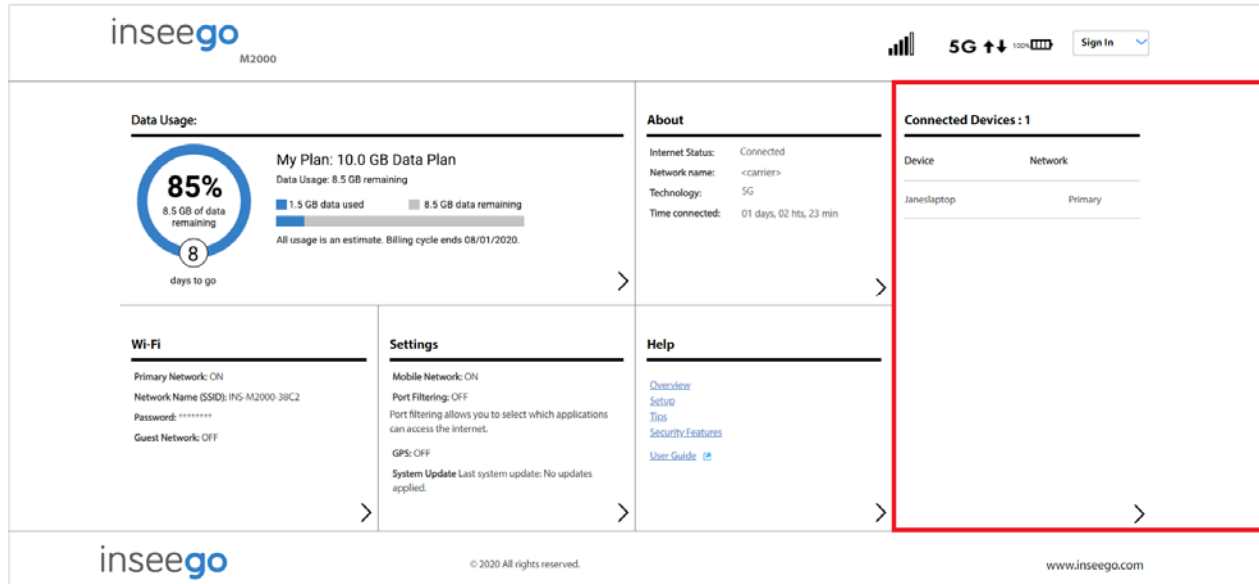 inseego
M2000
5G 100% Sign In
Data Usage:
85%
8.5 GB of data
remaining
8
days to go
My Plan: 10.0 GB Data Plan
Data Usage: 8.5 GB remaining
1.5 GB data used 8.5 GB data remaining
All usage is an estimate. Billing cycle ends 08/01/2020.
About
Internet Status: Connected
Network name: <carrier>
Technology: 5G
Time connected: 01 days, 02 hts, 23 min
Connected Devices : 1
Device Network
Janeslaptop Primary
Wi-Fi
Primary Network: ON
Network Name (SSID): INS-M2000-38C2
Password: ********
Guest Network: OFF
Settings
Mobile Network: ON
Port Filtering: OFF
Port filtering allows you to select which applications
can access the internet.
GPS: OFF
System Update Last system update: No updates
applied.
Help
Overview
Setup
Tips
Security Features
User Guide
inseego
© 2020 All rights reserved.
www.inseego.com